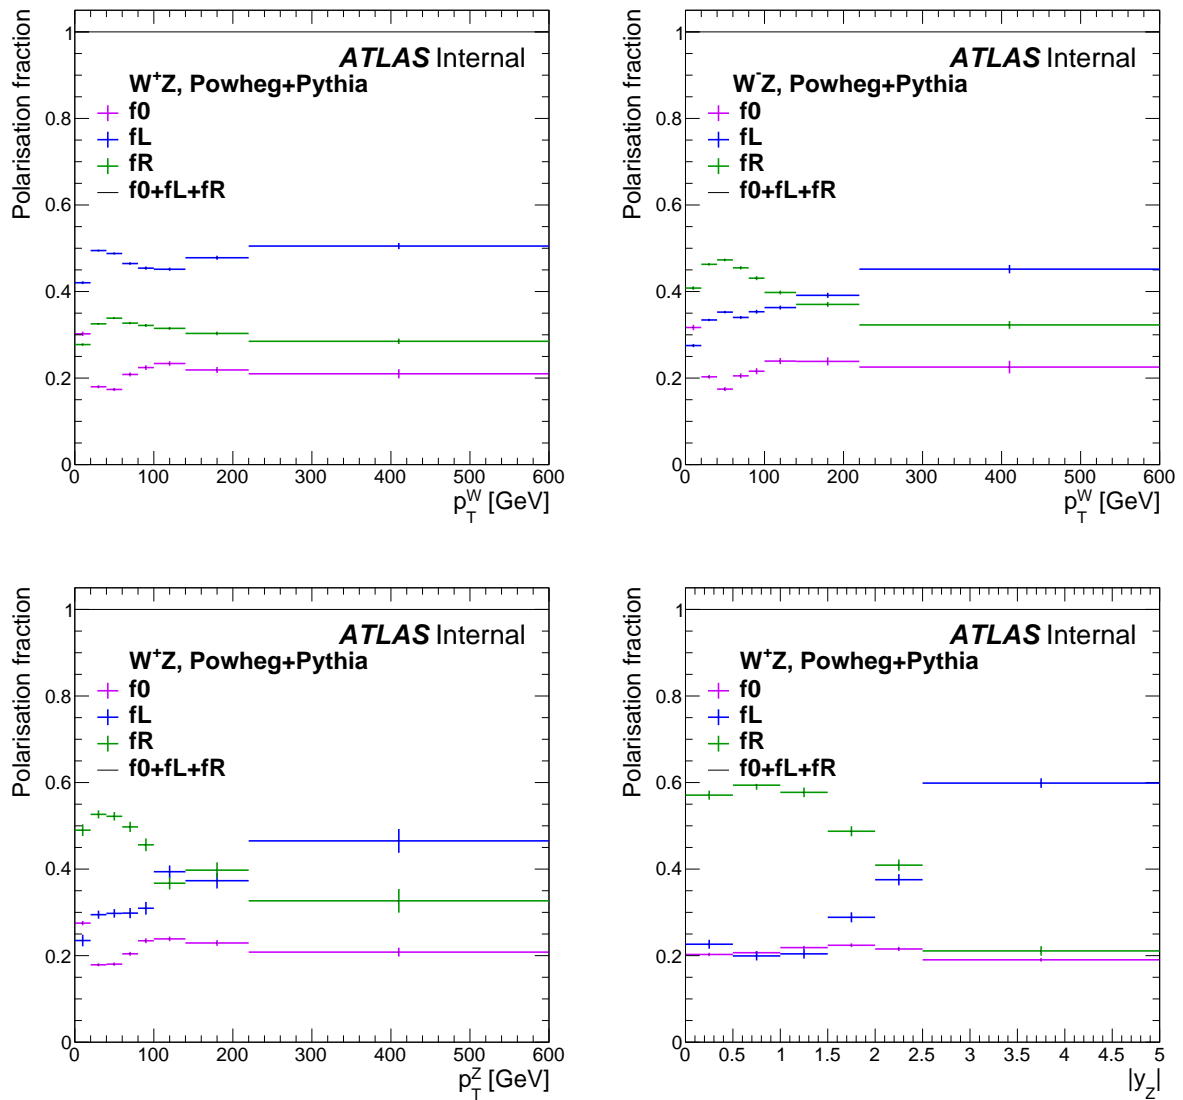 Polarisation fraction
1
0.8
0.6
0.4
0.2
0
ATLAS Internal
W⁺Z, Powheg+Pythia
f0
fL
fR
f0+fL+fR
0 100 200 300 400 500 600
p_T^W [GeV]
Polarisation fraction
1
0.8
0.6
0.4
0.2
0
ATLAS Internal
W⁻Z, Powheg+Pythia
f0
fL
fR
f0+fL+fR
0 100 200 300 400 500 600
p_T^W [GeV]
Polarisation fraction
1
0.8
0.6
0.4
0.2
0
ATLAS Internal
W⁺Z, Powheg+Pythia
f0
fL
fR
f0+fL+fR
0 100 200 300 400 500 600
p_T^Z [GeV]
Polarisation fraction
1
0.8
0.6
0.4
0.2
0
ATLAS Internal
W⁺Z, Powheg+Pythia
f0
fL
fR
f0+fL+fR
0 0.5 1 1.5 2 2.5 3 3.5 4 4.5 5
|y_Z|